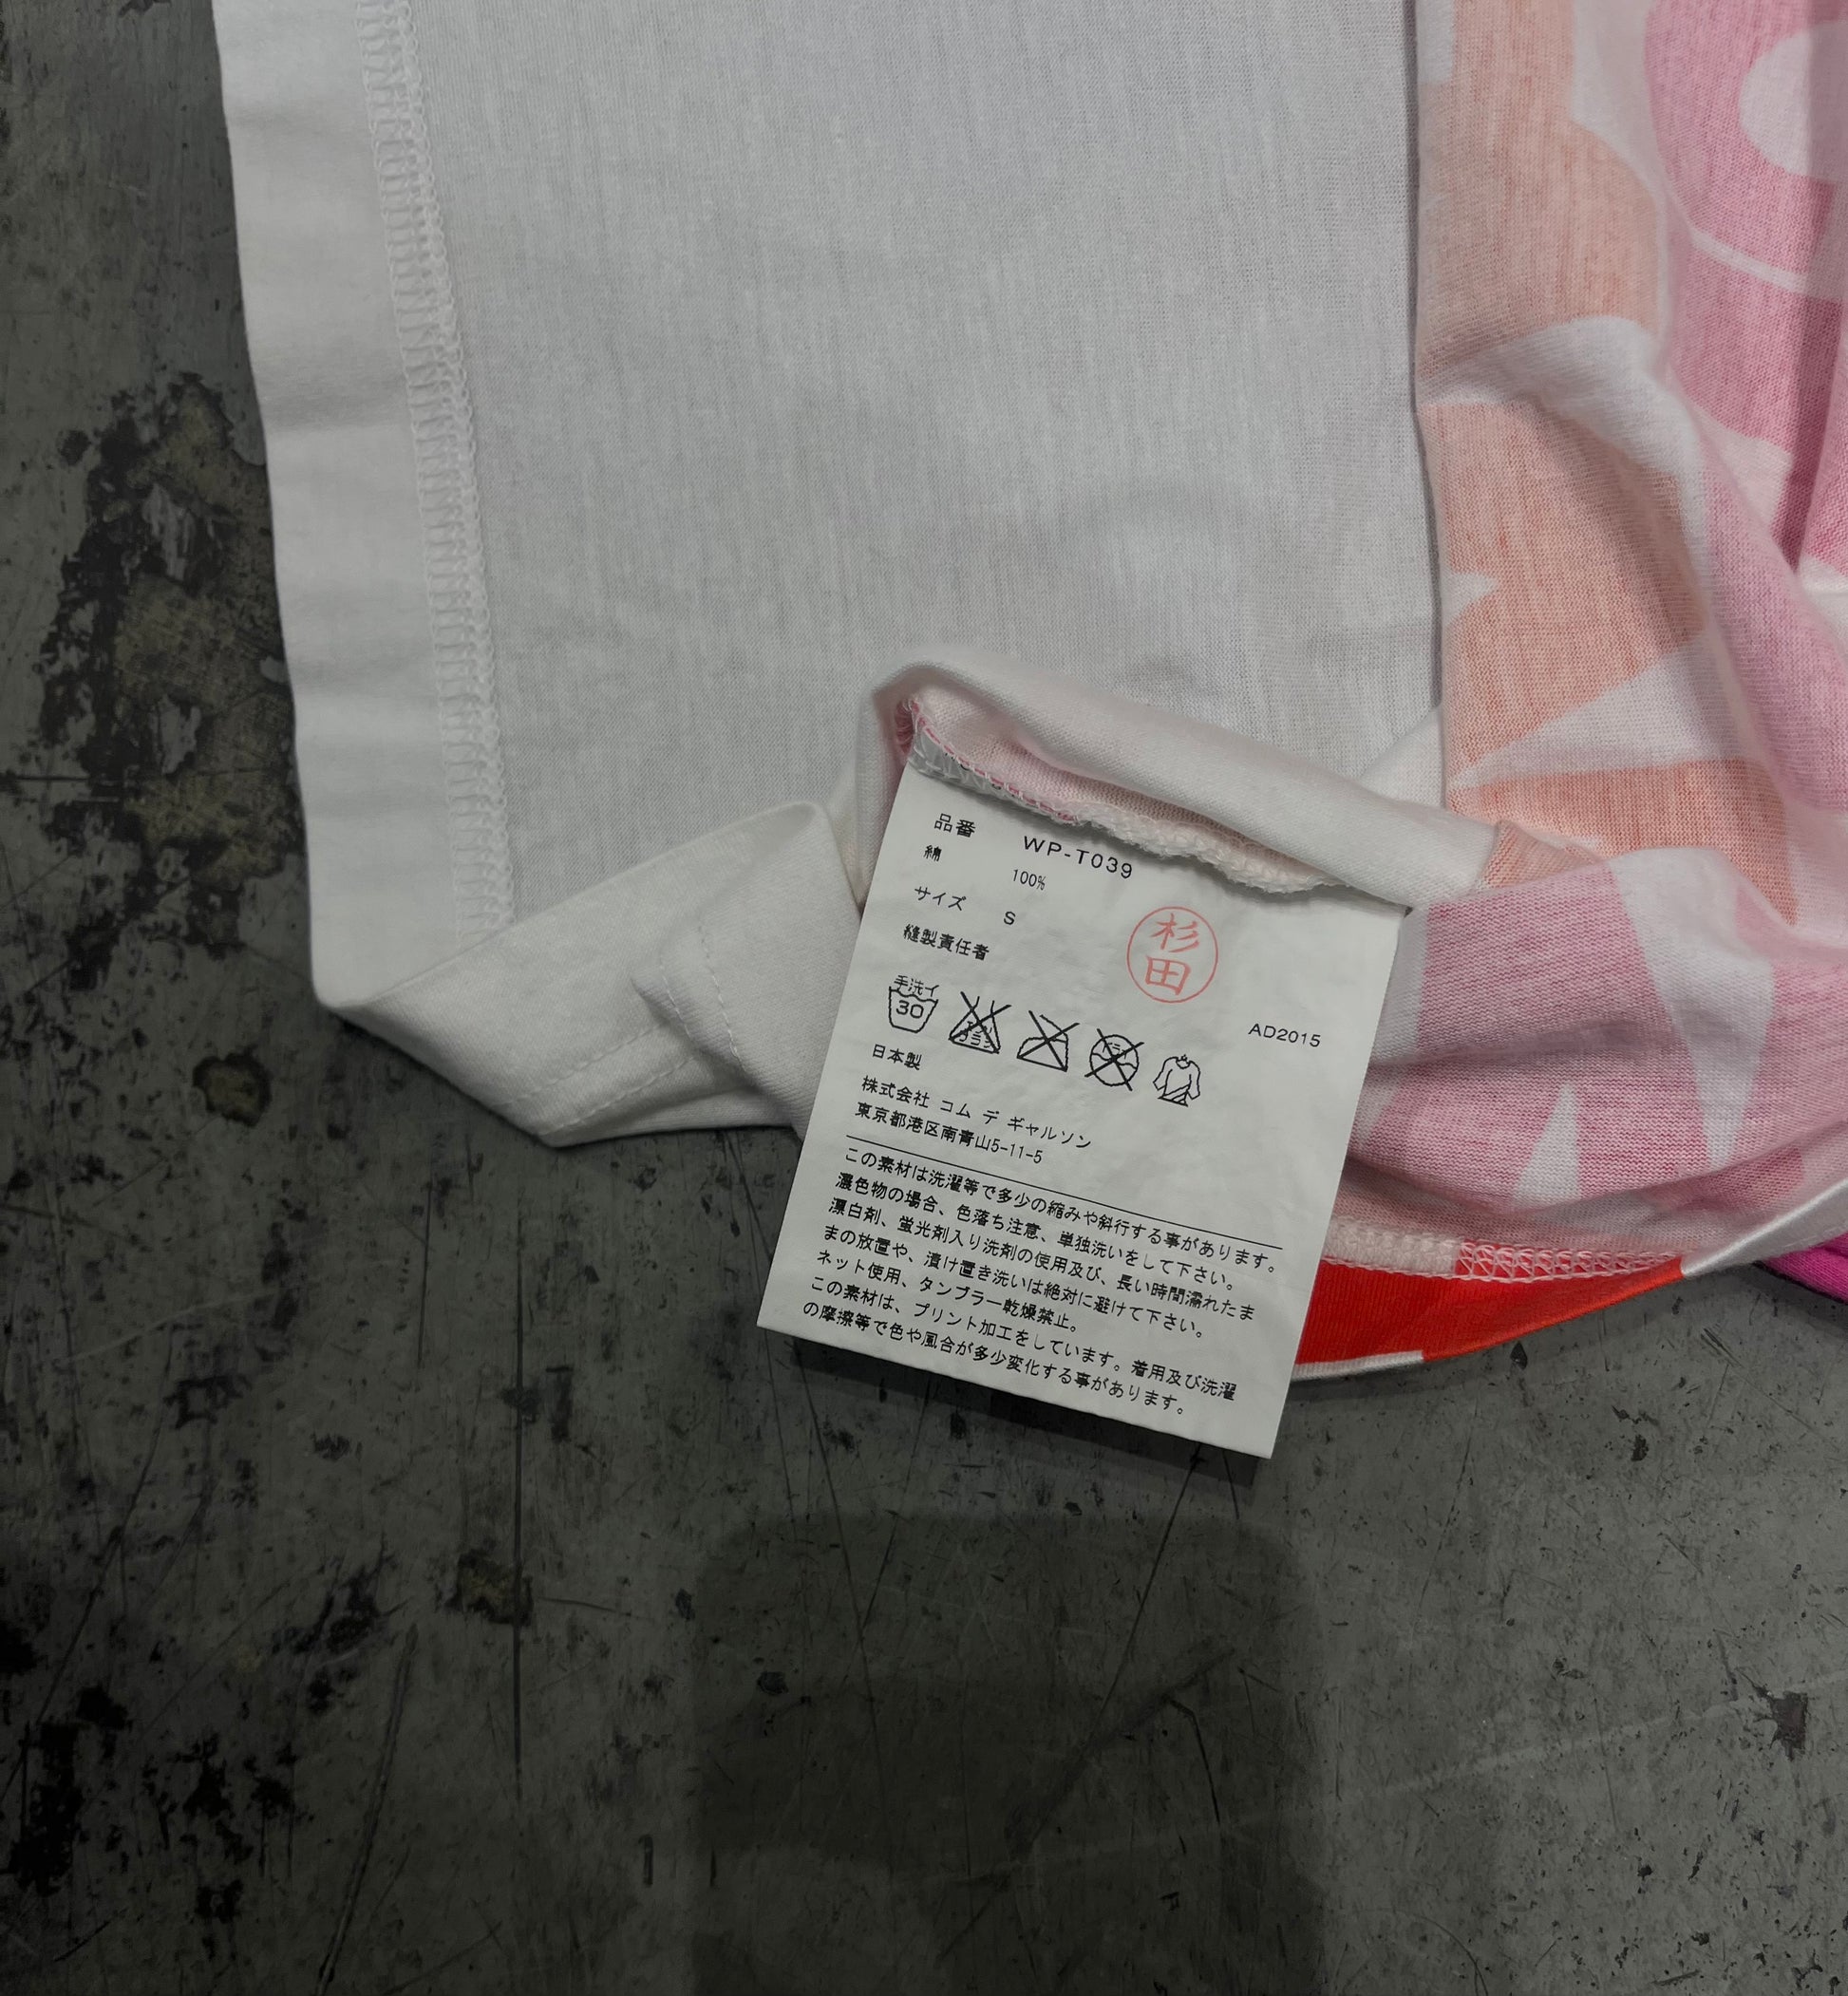 品番 WP-T039
綿 100%
サイズ S
縫製責任者
杉田
手洗イ
30
エンソ
サラシ
ドライ
AD2015
日本製
株式会社 コム デ ギャルソン
東京都港区南青山5-11-5
この素材は洗濯等で多少の縮みや斜行する事があります。
濃色物の場合、色落ち注意、単独洗いをして下さい。
漂白剤、蛍光剤入り洗剤の使用及び、長い時間濡れたま
まの放置や、漬け置き洗いは絶対に避けて下さい。
ネット使用、タンブラー乾燥禁止。
この素材は、プリント加工をしています。着用及び洗濯
の摩擦等で色や風合が多少変化する事があります。